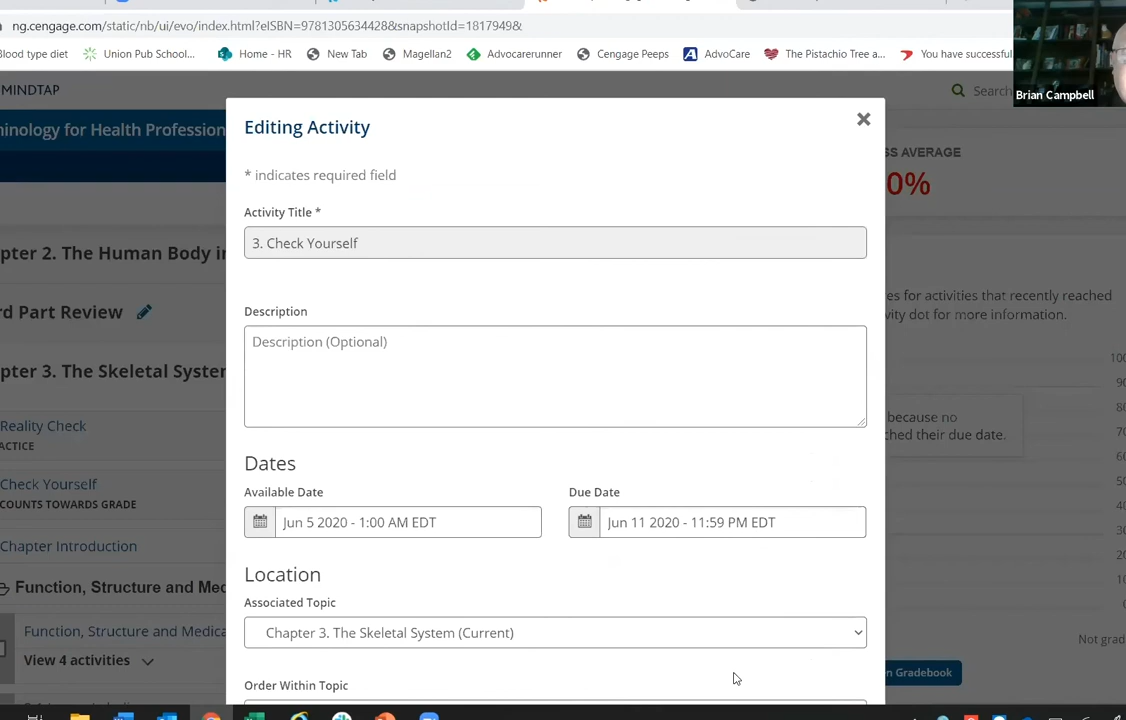 ng.cengage.com/static/nb/ui/evo/index.html?eISBN=9781305634428&snapshotId=1817949&
Blood type diet Union Pub School... Home - HR New Tab Magellan2 Advocarerunner Cengage Peeps AdvoCare The Pistachio Tree a... You have successful
Brian Campbell
MINDTAP
Search
minology for Health Profession
SS AVERAGE
0%
Editing Activity
* indicates required field
Activity Title *
3. Check Yourself
Description
Description (Optional)
Dates
Available Date
Due Date
Jun 5 2020 - 1:00 AM EDT
Jun 11 2020 - 11:59 PM EDT
Location
Associated Topic
Chapter 3. The Skeletal System (Current)
Order Within Topic
pter 2. The Human Body in
rd Part Review
pter 3. The Skeletal System
Reality Check
ACTICE
Check Yourself
COUNTS TOWARDS GRADE
Chapter Introduction
Function, Structure and Med
Function, Structure and Medica
View 4 activities
es for activities that recently reached
vity dot for more information.
because no
ched their due date.
Not grad
n Gradebook